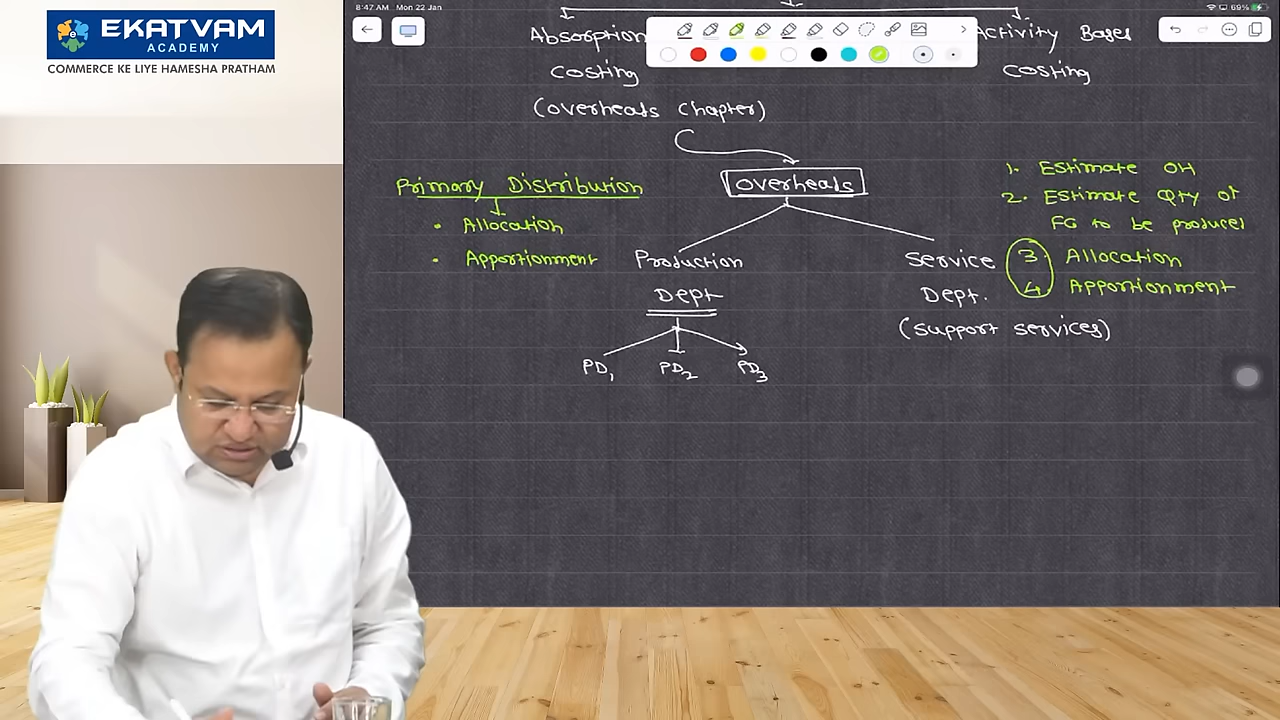 EKATVAM
ACADEMY
COMMERCE KE LIYE HAMESHA PRATHAM
8:47 AM Mon 22 Jan
69%
Absorption
Costing
(overheads Chapter)
Activity Based
Costing
overheads
Primary Distribution
• Allocation
• Apportionment
Production
Dept
PD1 PD2 PD3
Service
Dept.
(support services)
1. Estimate OH
2. Estimate Qty of
FG to be produced
3. Allocation
4. Apportionment